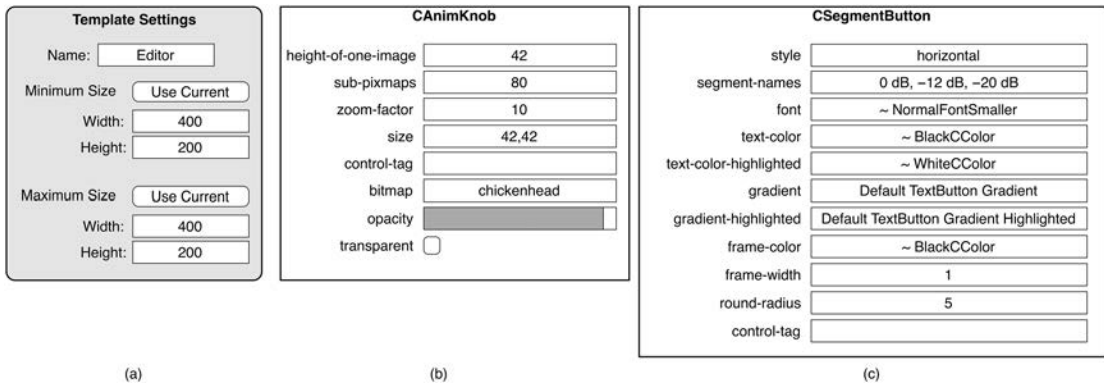 Template Settings
Name: Editor
Minimum Size Use Current
Width: 400
Height: 200
Maximum Size Use Current
Width: 400
Height: 200
(a)
CAnimKnob
height-of-one-image 42
sub-pixmaps 80
zoom-factor 10
size 42,42
control-tag
bitmap chickenhead
opacity
transparent
(b)
CSegmentButton
style horizontal
segment-names 0 dB, −12 dB, −20 dB
font ~ NormalFontSmaller
text-color ~ BlackCColor
text-color-highlighted ~ WhiteCColor
gradient Default TextButton Gradient
gradient-highlighted Default TextButton Gradient Highlighted
frame-color ~ BlackCColor
frame-width 1
round-radius 5
control-tag
(c)